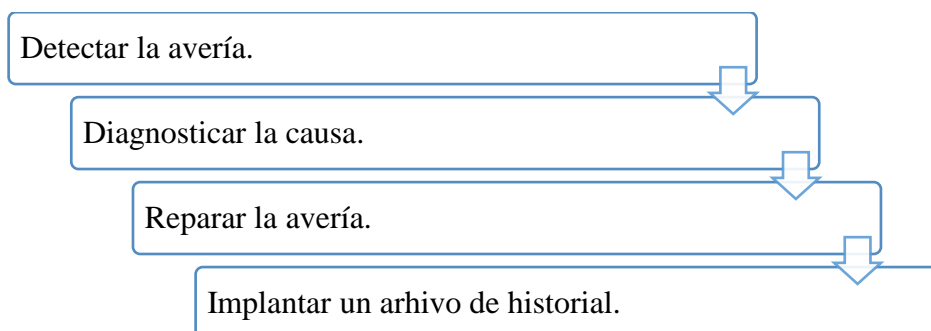 Detectar la avería.
Diagnosticar la causa.
Reparar la avería.
Implantar un arhivo de historial.